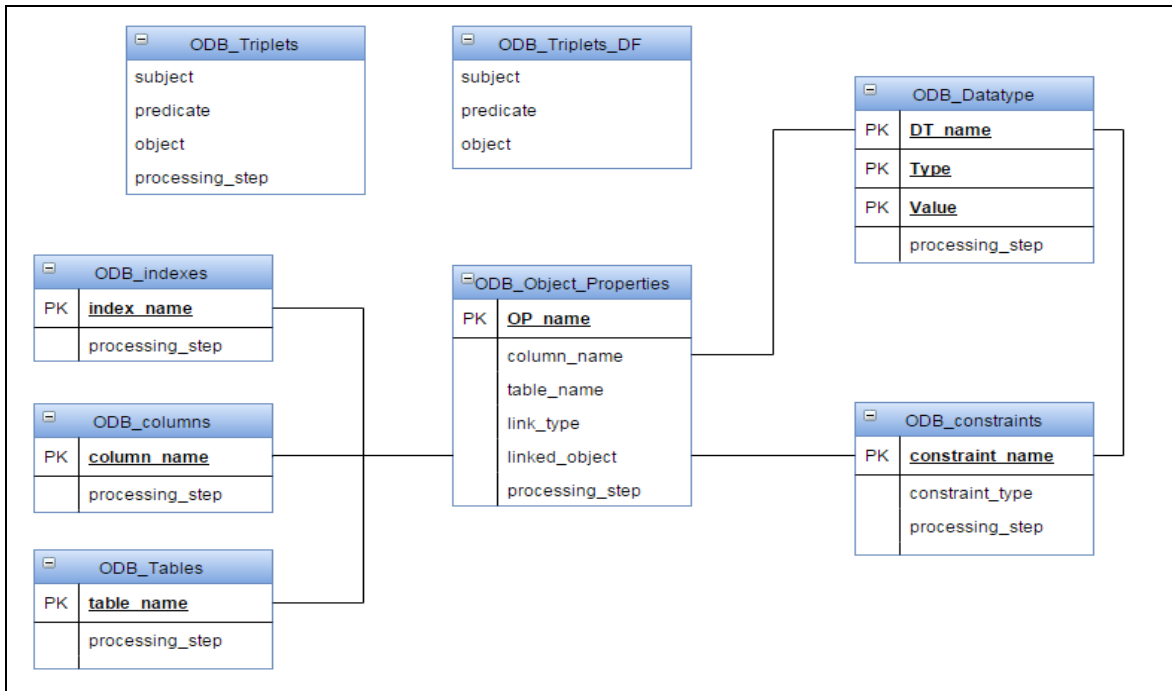 ODB_Triplets
subject
predicate
object
processing_step
ODB_Triplets_DF
subject
predicate
object
ODB_Datatype
PK DT_name
PK Type
PK Value
processing_step
ODB_indexes
PK index_name
processing_step
ODB_Object_Properties
PK OP_name
column_name
table_name
link_type
linked_object
processing_step
ODB_columns
PK column_name
processing_step
ODB_constraints
PK constraint_name
constraint_type
processing_step
ODB_Tables
PK table_name
processing_step